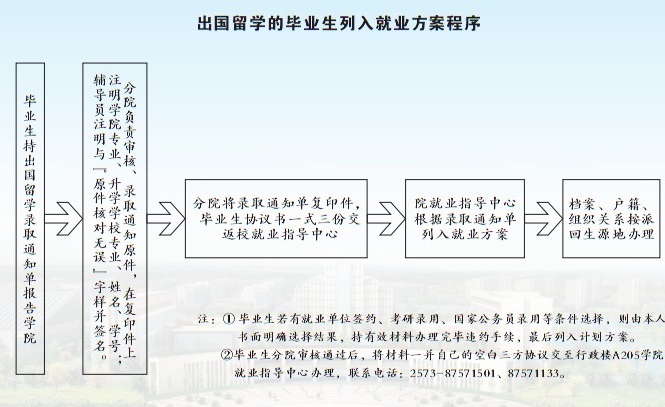 出国留学的毕业生列入就业方案程序
毕业生持出国留学录取通知单报告学院
分院负责审核、录取通知原件，在复印件上
注明学院专业、升学学校专业、姓名、学号；
辅导员注明与『原件核对无误』字样并签名。
分院将录取通知单复印件，
毕业生协议书一式三份交
返校就业指导中心
院就业指导中心
根据录取通知单
列入就业方案
档案、户籍、
组织关系按派
回生源地办理
注：①毕业生若有就业单位签约、考研录用、国家公务员录用等条件选择，则由本人
书面明确选择结果，持有效材料办理完毕违约手续，最后列入计划方案。
②毕业生分院审核通过后，将材料一并自己的空白三方协议交至行政楼A205学院
就业指导中心办理，联系电话：2573-87571501、87571133。